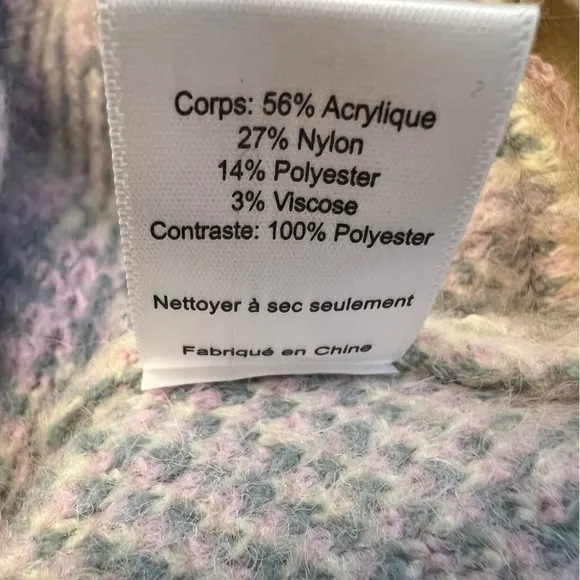 Corps: 56% Acrylique
27% Nylon
14% Polyester
3% Viscose
Contraste: 100% Polyester
Nettoyer à sec seulement
Fabriqué en Chine